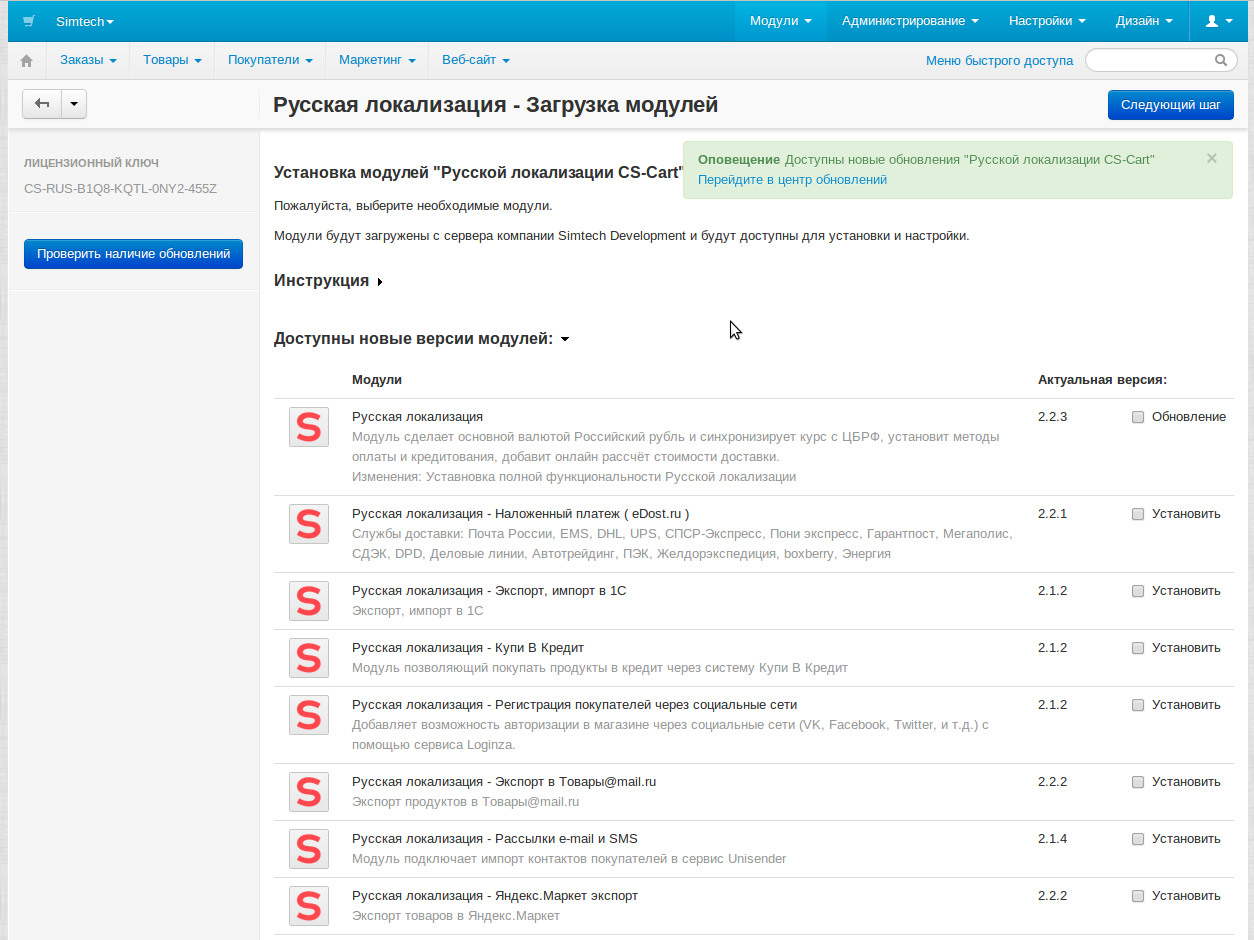 Simtech
Модули
Администрирование
Настройки
Дизайн
Заказы
Товары
Покупатели
Маркетинг
Веб-сайт
Меню быстрого доступа
Русская локализация - Загрузка модулей
Следующий шаг
ЛИЦЕНЗИОННЫЙ КЛЮЧ
CS-RUS-B1Q8-KQTL-0NY2-455Z
Проверить наличие обновлений
Оповещение Доступны новые обновления "Русской локализации CS-Cart" ×
Перейдите в центр обновлений
Установка модулей "Русской локализации CS-Cart"
Пожалуйста, выберите необходимые модули.
Модули будут загружены с сервера компании Simtech Development и будут доступны для установки и настройки.
Инструкция
Доступны новые версии модулей:
Модули Актуальная версия:
S
Русская локализация 2.2.3 Обновление
Модуль сделает основной валютой Российский рубль и синхронизирует курс с ЦБРФ, установит методы
оплаты и кредитования, добавит онлайн рассчёт стоимости доставки.
Изменения: Уставновка полной функциональности Русской локализации
S
Русская локализация - Наложенный платеж ( eDost.ru ) 2.2.1 Установить
Службы доставки: Почта России, EMS, DHL, UPS, СПСР-Экспресс, Пони экспресс, Гарантпост, Мегаполис,
СДЭК, DPD, Деловые линии, Автотрейдинг, ПЭК, Желдорэкспедиция, boxberry, Энергия
S
Русская локализация - Экспорт, импорт в 1С 2.1.2 Установить
Экспорт, импорт в 1С
S
Русская локализация - Купи В Кредит 2.1.2 Установить
Модуль позволяющий покупать продукты в кредит через систему Купи В Кредит
S
Русская локализация - Регистрация покупателей через социальные сети 2.1.2 Установить
Добавляет возможность авторизации в магазине через социальные сети (VK, Facebook, Twitter, и т.д.) с
помощью сервиса Loginza.
S
Русская локализация - Экспорт в Товары@mail.ru 2.2.2 Установить
Экспорт продуктов в Товары@mail.ru
S
Русская локализация - Рассылки e-mail и SMS 2.1.4 Установить
Модуль подключает импорт контактов покупателей в сервис Unisender
S
Русская локализация - Яндекс.Маркет экспорт 2.2.2 Установить
Экспорт товаров в Яндекс.Маркет